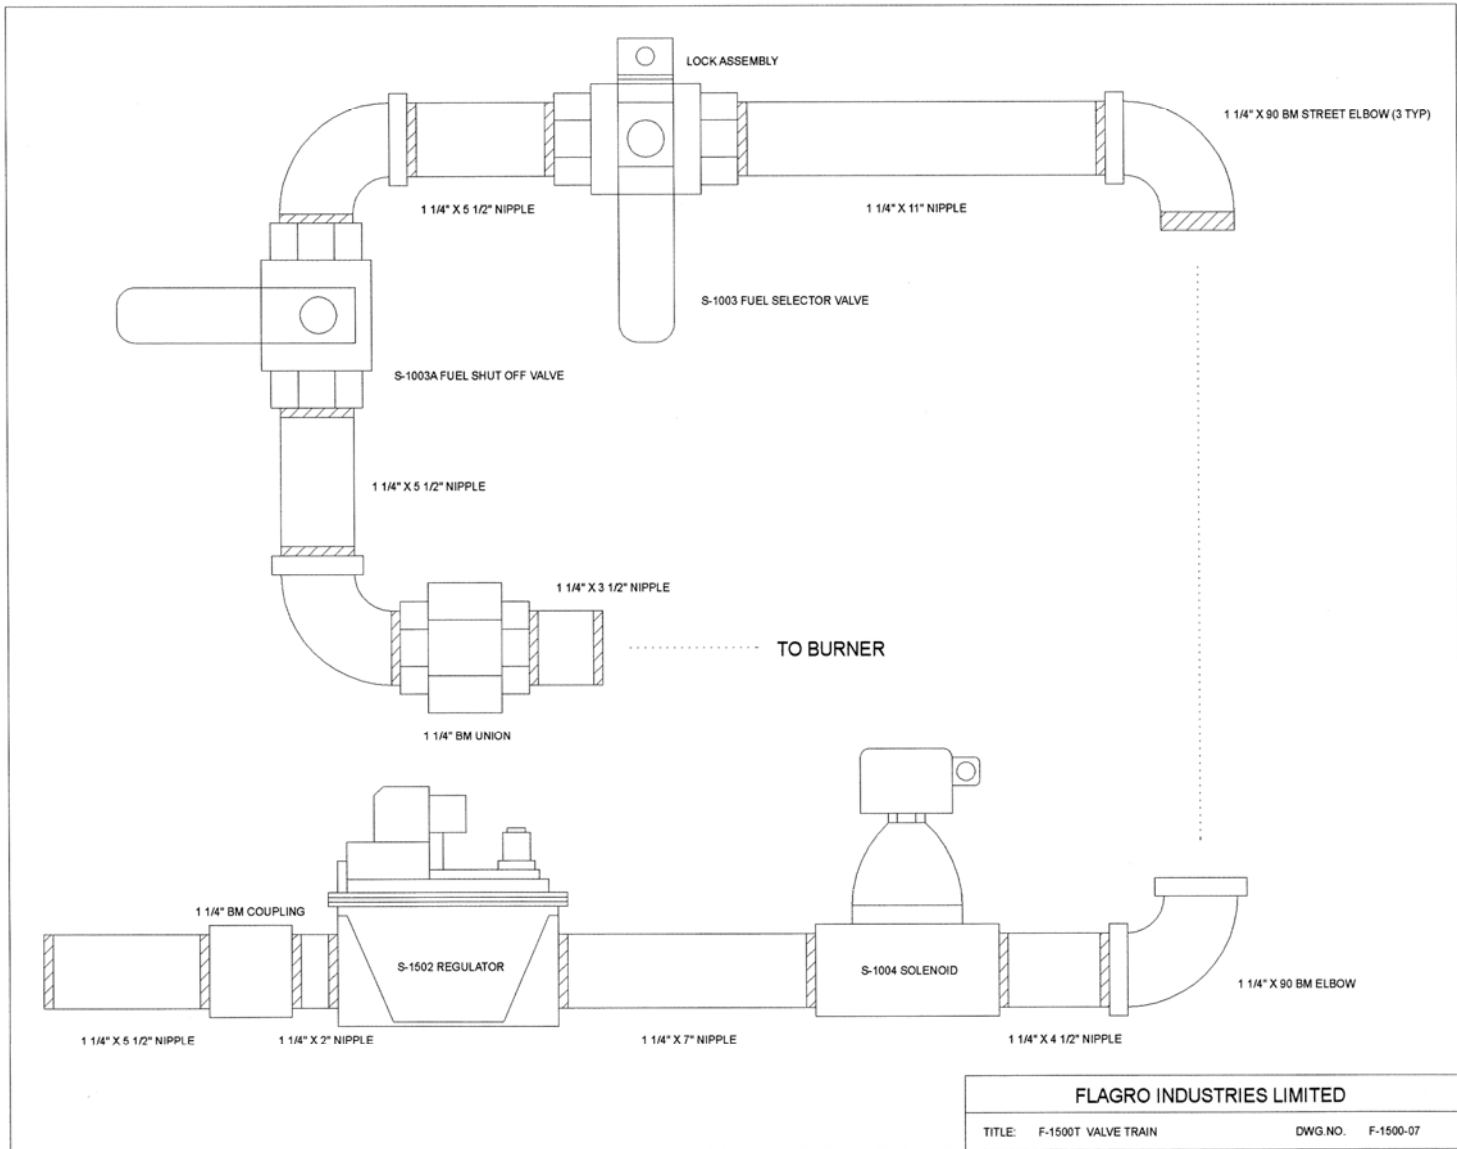 LOCK ASSEMBLY
1 1/4" X 90 BM STREET ELBOW (3 TYP)
1 1/4" X 5 1/2" NIPPLE
1 1/4" X 11" NIPPLE
S-1003 FUEL SELECTOR VALVE
S-1003A FUEL SHUT OFF VALVE
1 1/4" X 5 1/2" NIPPLE
1 1/4" X 3 1/2" NIPPLE
TO BURNER
1 1/4" BM UNION
1 1/4" BM COUPLING
S-1502 REGULATOR
S-1004 SOLENOID
1 1/4" X 90 BM ELBOW
1 1/4" X 5 1/2" NIPPLE
1 1/4" X 2" NIPPLE
1 1/4" X 7" NIPPLE
1 1/4" X 4 1/2" NIPPLE
FLAGRO INDUSTRIES LIMITED
TITLE: F-1500T VALVE TRAIN DWG.NO. F-1500-07